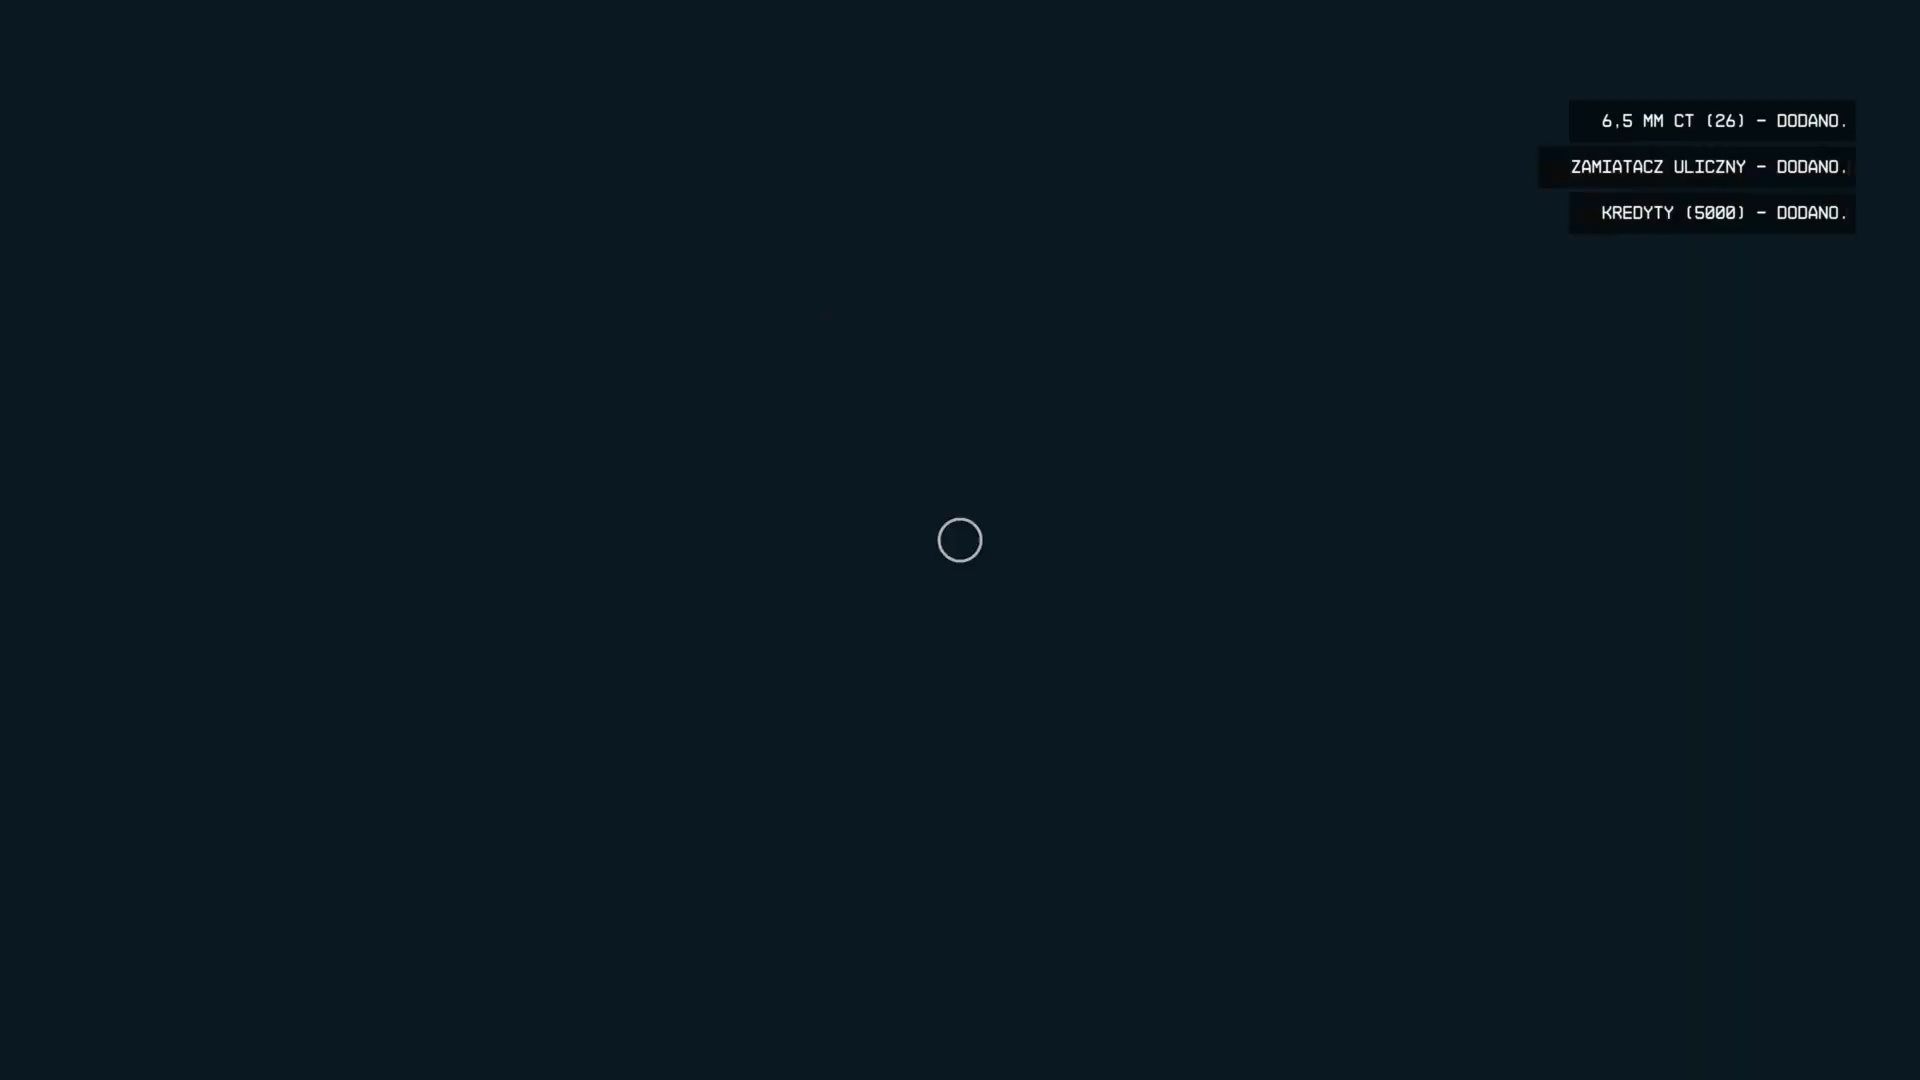 6,5 MM CT (26) – DODANO.
ZAMIATACZ ULICZNY – DODANO.
KREDYTY (5000) – DODANO.